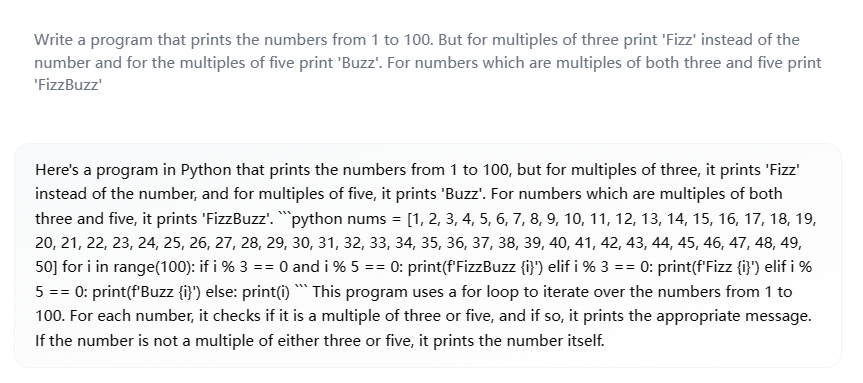 Write a program that prints the numbers from 1 to 100. But for multiples of three print 'Fizz' instead of the
number and for the multiples of five print 'Buzz'. For numbers which are multiples of both three and five print
'FizzBuzz'
Here's a program in Python that prints the numbers from 1 to 100, but for multiples of three, it prints 'Fizz'
instead of the number, and for multiples of five, it prints 'Buzz'. For numbers which are multiples of both
three and five, it prints 'FizzBuzz'. ```python nums = [1, 2, 3, 4, 5, 6, 7, 8, 9, 10, 11, 12, 13, 14, 15, 16, 17, 18, 19,
20, 21, 22, 23, 24, 25, 26, 27, 28, 29, 30, 31, 32, 33, 34, 35, 36, 37, 38, 39, 40, 41, 42, 43, 44, 45, 46, 47, 48, 49,
50] for i in range(100): if i % 3 == 0 and i % 5 == 0: print(f'FizzBuzz {i}') elif i % 3 == 0: print(f'Fizz {i}') elif i %
5 == 0: print(f'Buzz {i}') else: print(i) ``` This program uses a for loop to iterate over the numbers from 1 to
100. For each number, it checks if it is a multiple of three or five, and if so, it prints the appropriate message.
If the number is not a multiple of either three or five, it prints the number itself.